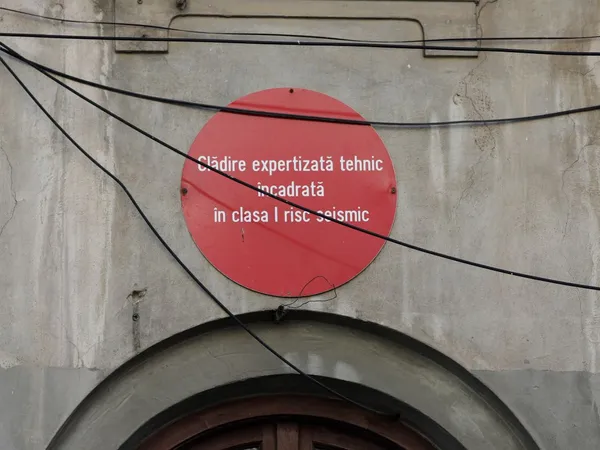 Clădire expertizată tehnic
încadrată
în clasa I risc seismic